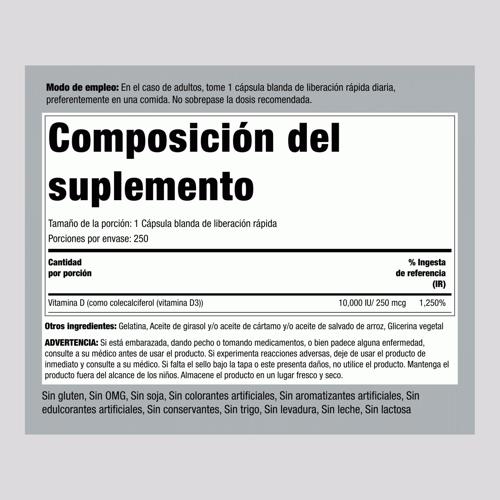 Modo de empleo: En el caso de adultos, tome 1 cápsula blanda de liberación rápida diaria,
preferentemente en una comida. No sobrepase la dosis recomendada.
Composición del
suplemento
Tamaño de la porción: 1 Cápsula blanda de liberación rápida
Porciones por envase: 250
Cantidad % Ingesta
por porción de referencia
(IR)
Vitamina D (como colecalciferol (vitamina D3)) 10,000 IU/ 250 mcg 1,250%
Otros ingredientes: Gelatina, Aceite de girasol y/o aceite de cártamo y/o aceite de salvado de arroz, Glicerina vegetal
ADVERTENCIA: Si está embarazada, dando pecho o tomando medicamentos, o bien padece alguna enfermedad,
consulte a su médico antes de usar el producto. Si experimenta reacciones adversas, deje de usar el producto de
inmediato y consulte a su médico. Si falta el sello bajo la tapa o este presenta daños, no utilice el producto. Mantenga el
producto fuera del alcance de los niños. Almacene el producto en un lugar fresco y seco.
Sin gluten, Sin OMG, Sin soja, Sin colorantes artificiales, Sin aromatizantes artificiales, Sin
edulcorantes artificiales, Sin conservantes, Sin trigo, Sin levadura, Sin leche, Sin lactosa